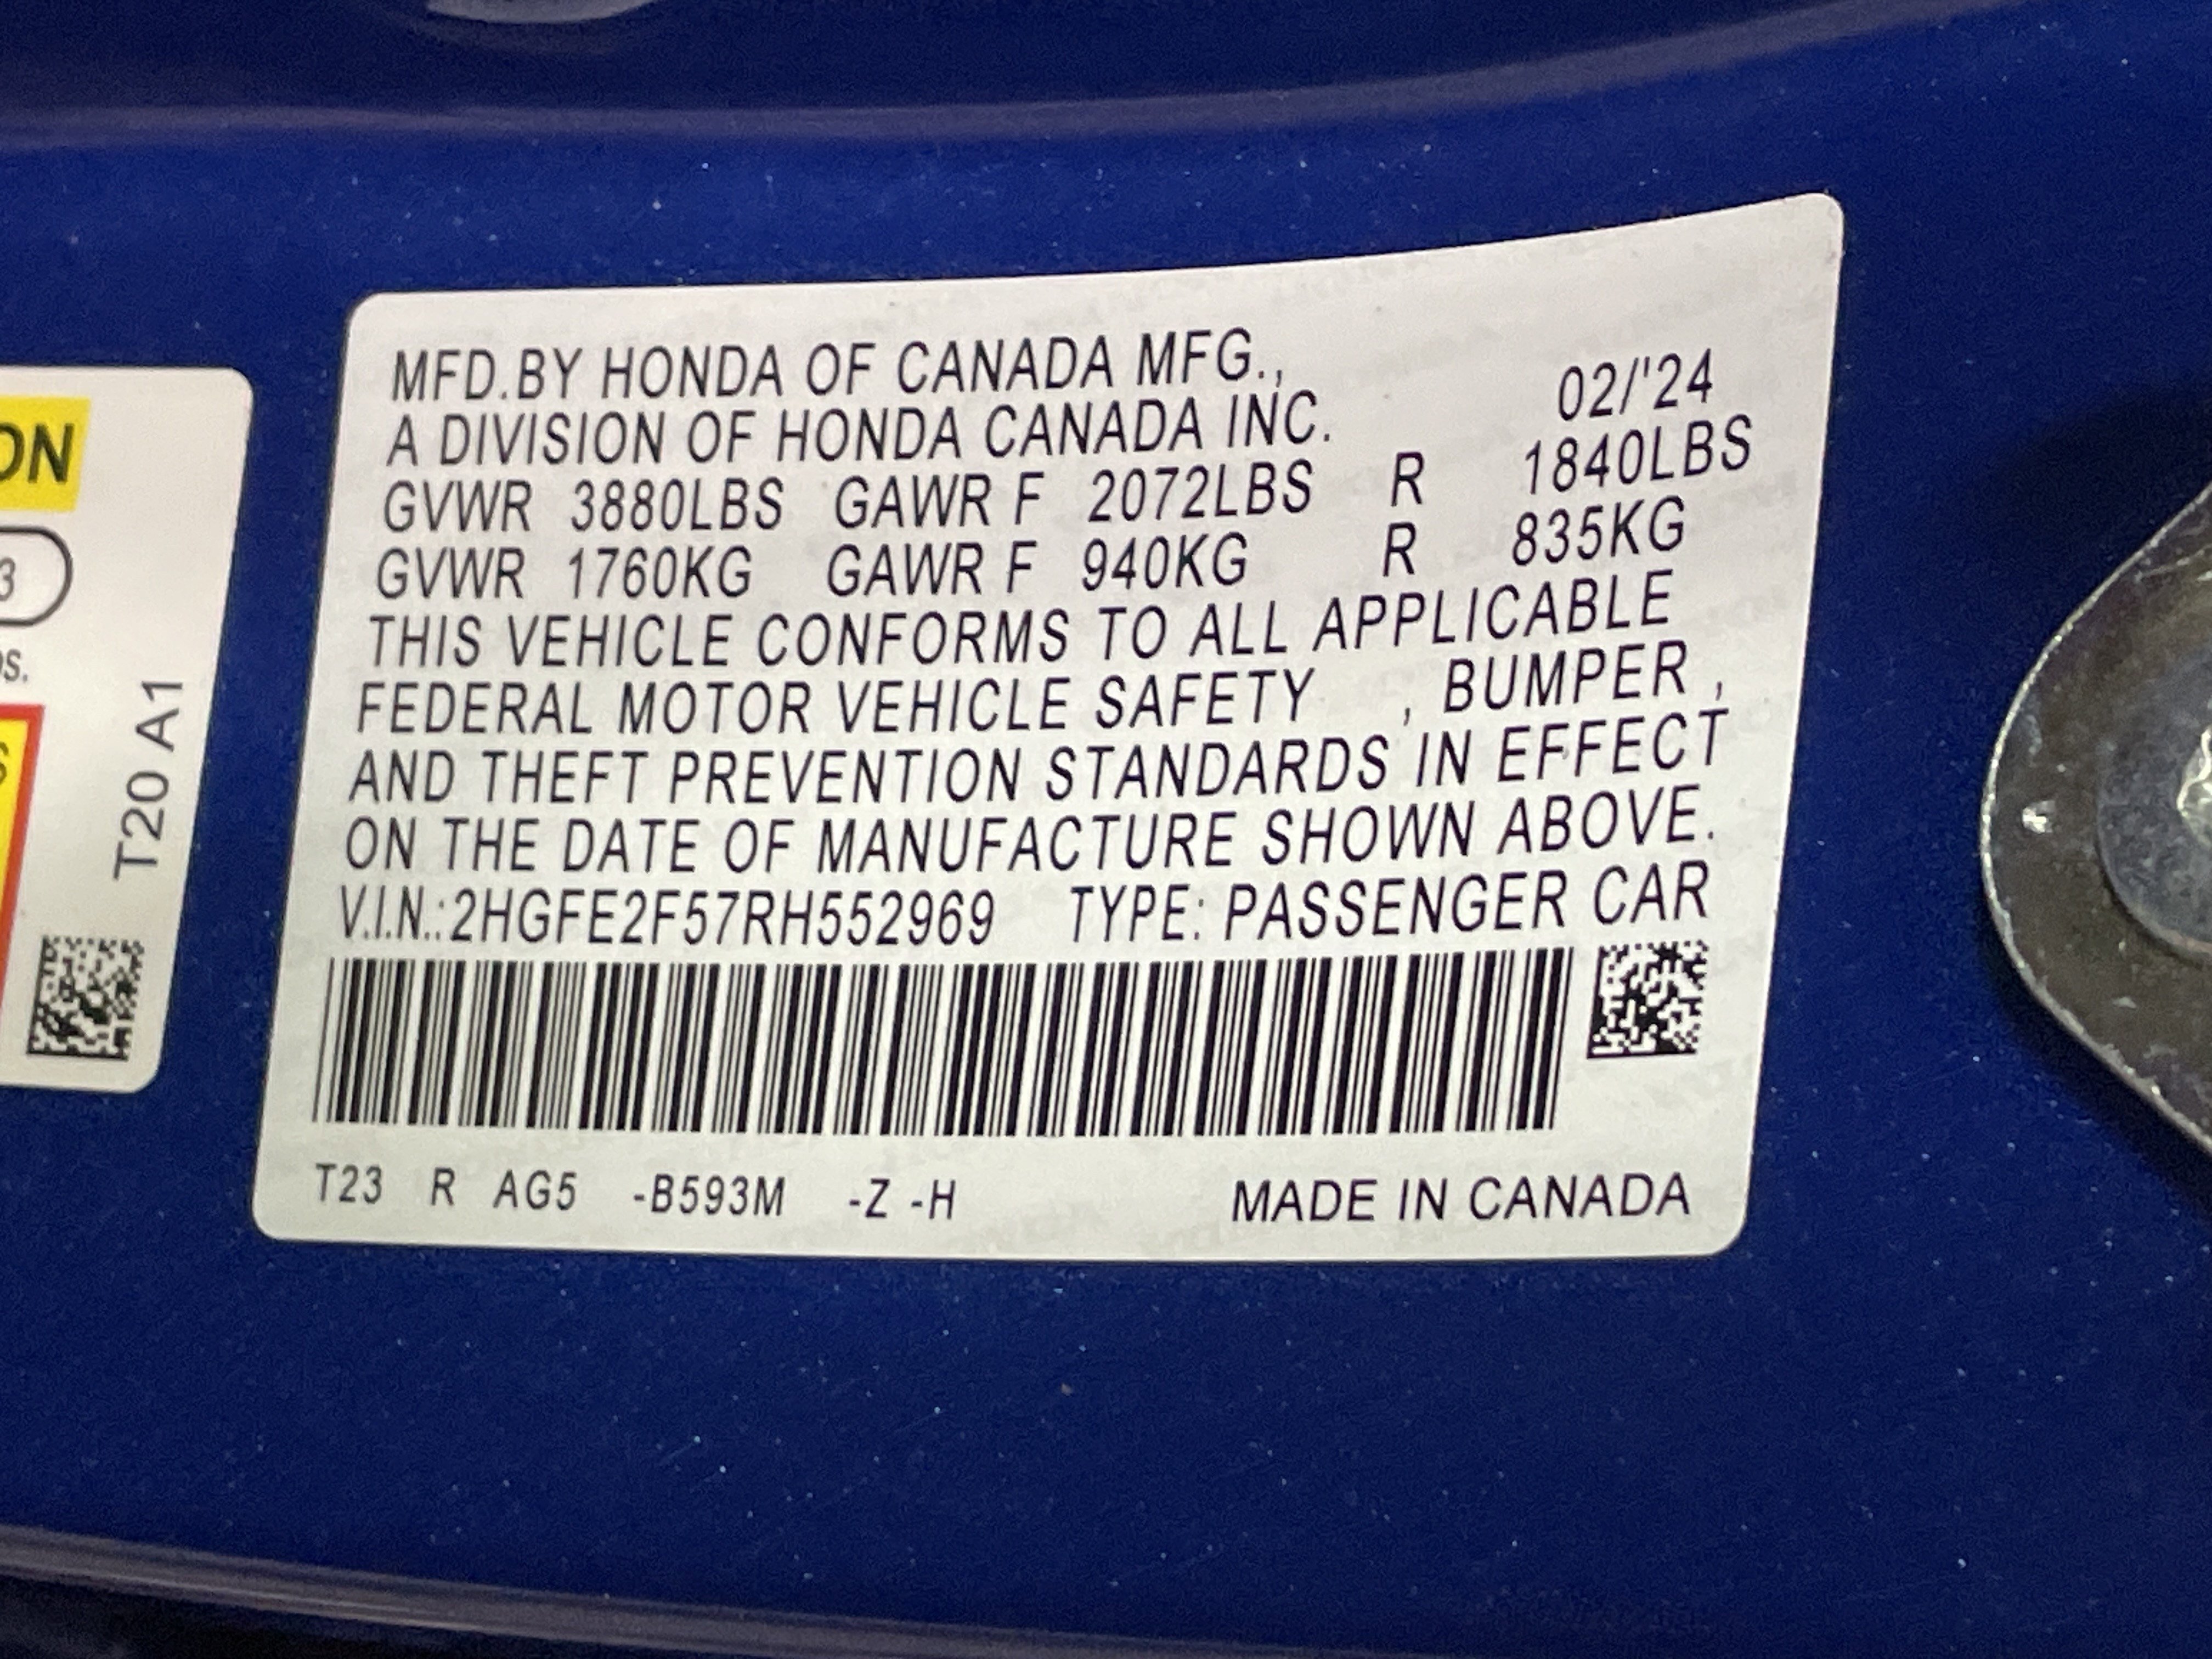 MFD.BY HONDA OF CANADA MFG.,
A DIVISION OF HONDA CANADA INC. 02/'24
GVWR 3880LBS GAWR F 2072LBS R 1840LBS
GVWR 1760KG GAWR F 940KG R 835KG
THIS VEHICLE CONFORMS TO ALL APPLICABLE
FEDERAL MOTOR VEHICLE SAFETY , BUMPER ,
AND THEFT PREVENTION STANDARDS IN EFFECT
ON THE DATE OF MANUFACTURE SHOWN ABOVE.
V.I.N.:2HGFE2F57RH552969 TYPE: PASSENGER CAR
T23 R AG5 -B593M -Z -H MADE IN CANADA
T20 A1